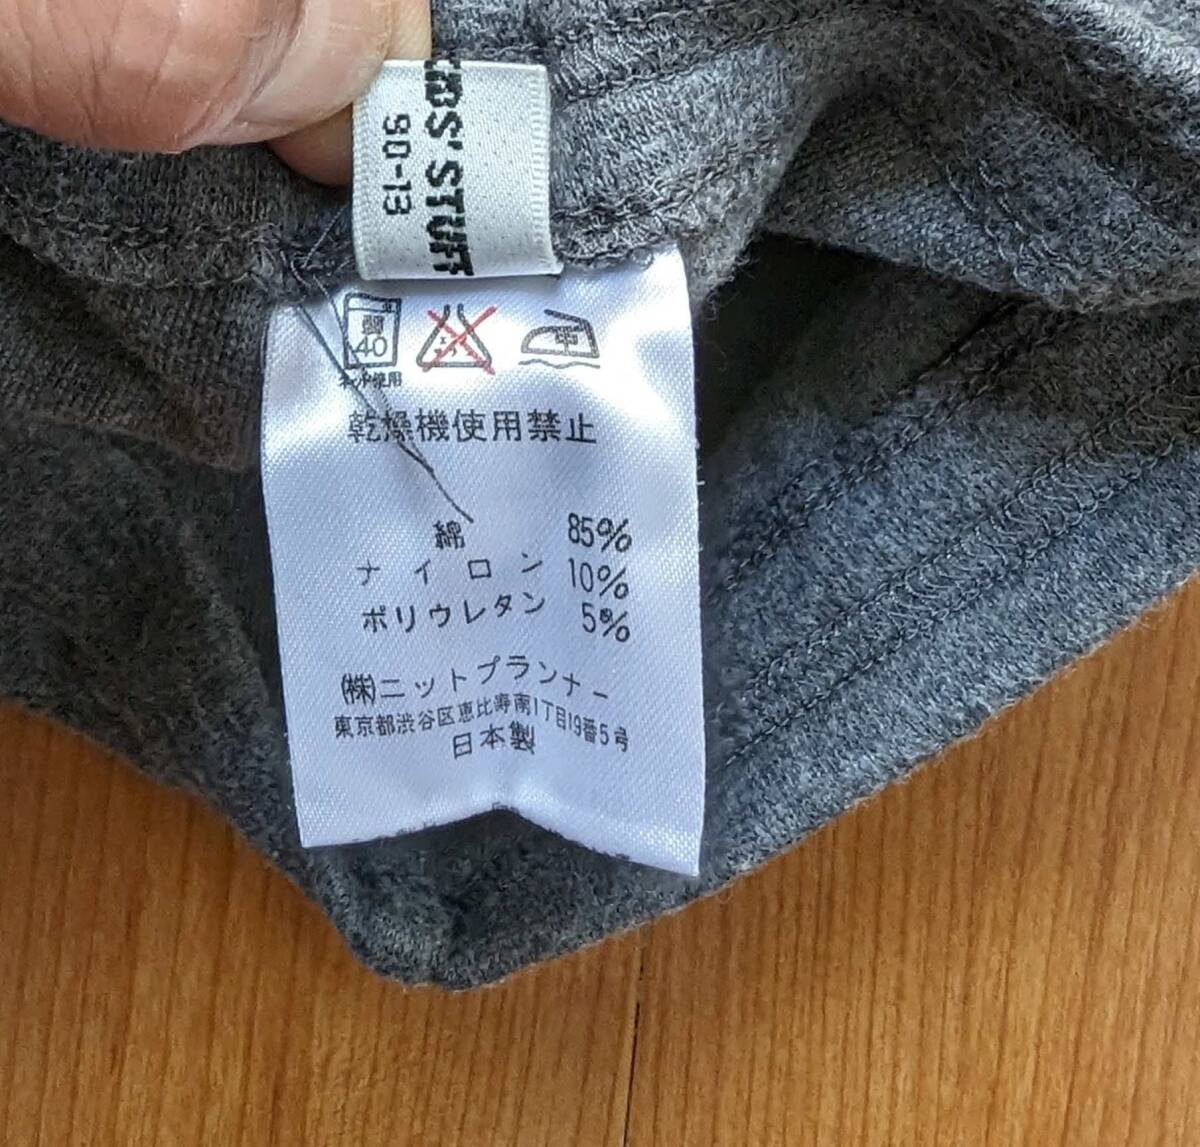 KIDS' STUFF
90-13
弱
40
中
ネット使用
乾燥機使用禁止
綿 85%
ナイロン 10%
ポリウレタン 5%
㈱ニットプランナー
東京都渋谷区恵比寿南1丁目19番5号
日本製